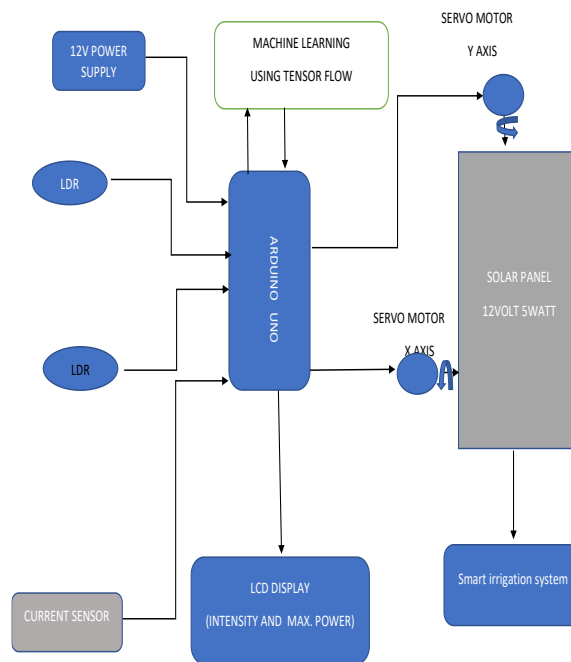 SERVO MOTOR
Y AXIS
12V POWER
SUPPLY
MACHINE LEARNING
USING TENSOR FLOW
LDR
ARDUINO UNO
SOLAR PANEL
12VOLT 5WATT
SERVO MOTOR
X AXIS
LDR
LCD DISPLAY
(INTENSITY AND MAX. POWER)
Smart irrigation system
CURRENT SENSOR